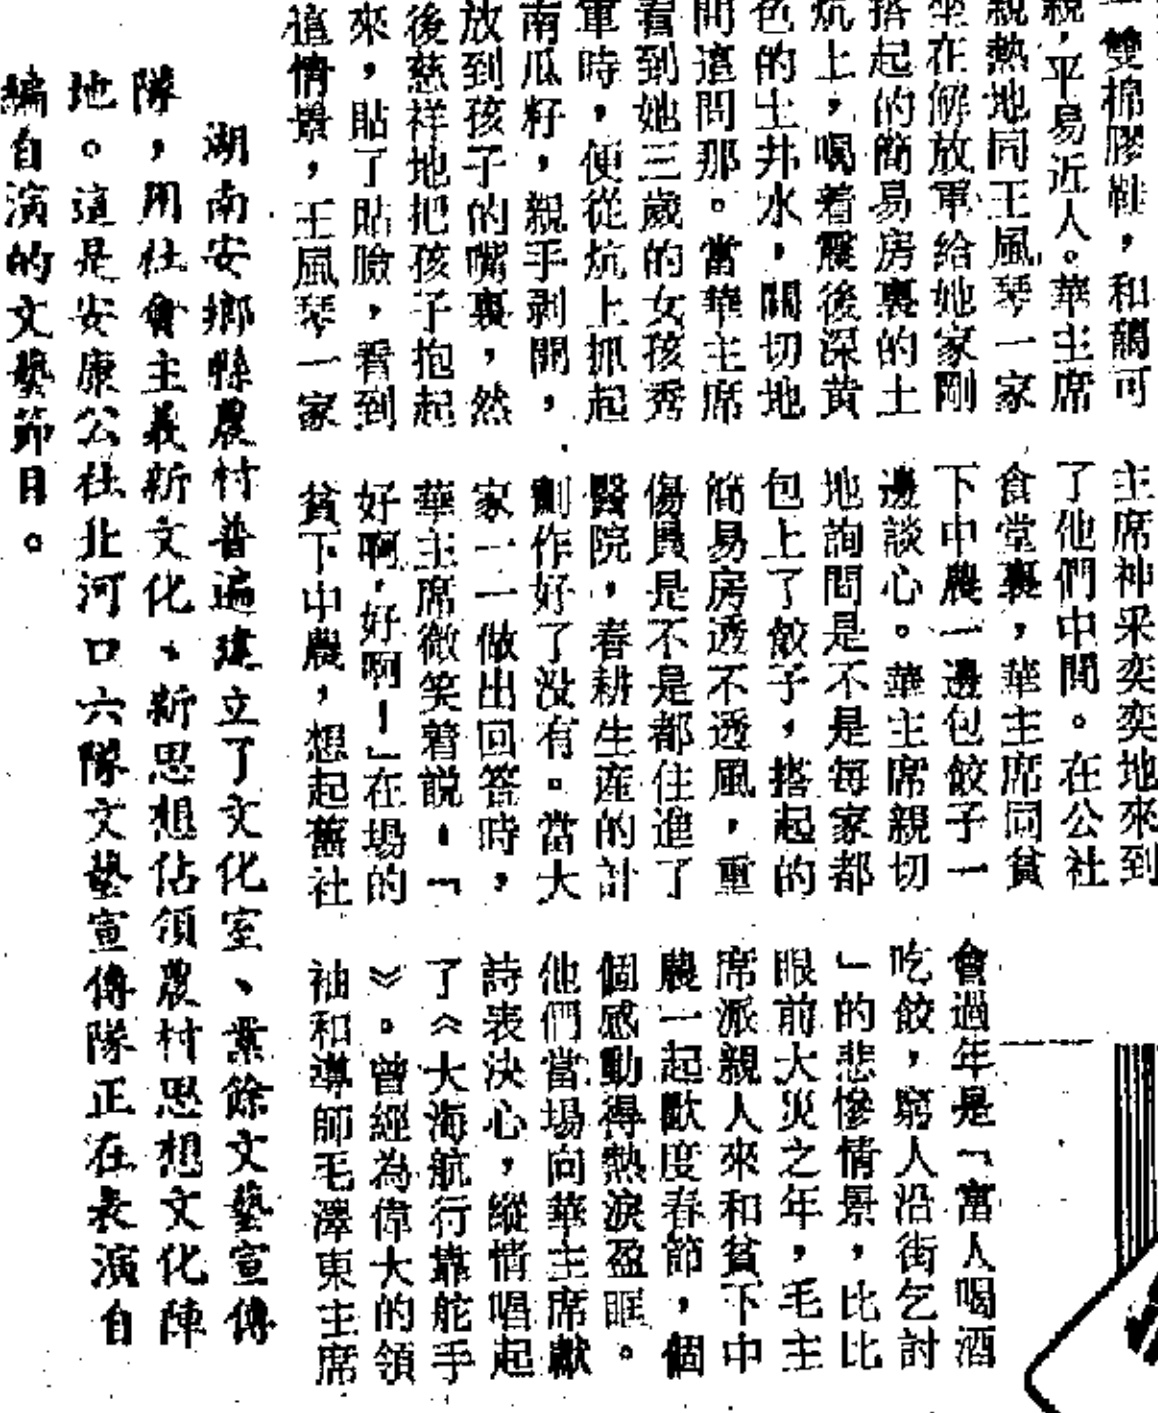 一雙棉膠鞋，和藹可
親，平易近人。華主席
親熱地同王風琴一家
坐在解放軍給她家剛
搭起的簡易房裏的土
炕上，喝着震後深黃
色的土井水，關切地
問這問那。當華主席
看到她三歲的女孩秀
軍時，便從炕上抓起
南瓜籽，親手剥開，
放到孩子的嘴裏，然
後慈祥地把孩子抱起
來，貼了貼臉，看到
這情景，王風琴一家
主席神采奕奕地來到
了他們中間。在公社
食堂裏，華主席同貧
下中農一邊包餃子一
邊談心。華主席親切
地詢問是不是每家都
包上了餃子，搭起的
簡易房透不透風，重
傷員是不是都住進了
醫院，春耕生產的計
劃作好了没有。當大
家一一做出回答時，
華主席微笑着説：「
好啊，好啊！」在場的
貧下中農，想起舊社
會過年是「富人喝酒
吃餃，窮人沿街乞討
」的悲慘情景，比比
眼前大災之年，毛主
席派親人來和貧下中
農一起歡度春節，個
個感動得熱淚盈眶。
他們當場向華主席獻
詩表決心，縱情唱起
了《大海航行靠舵手
》。曾經為偉大的領
袖和導師毛澤東主席
湖南安鄉縣農村普遍建立了文化室、業餘文藝宣傳
隊，用社會主義新文化、新思想佔領農村思想文化陣
地。這是安康公社北河口六隊文藝宣傳隊正在表演自
編自演的文藝節目。